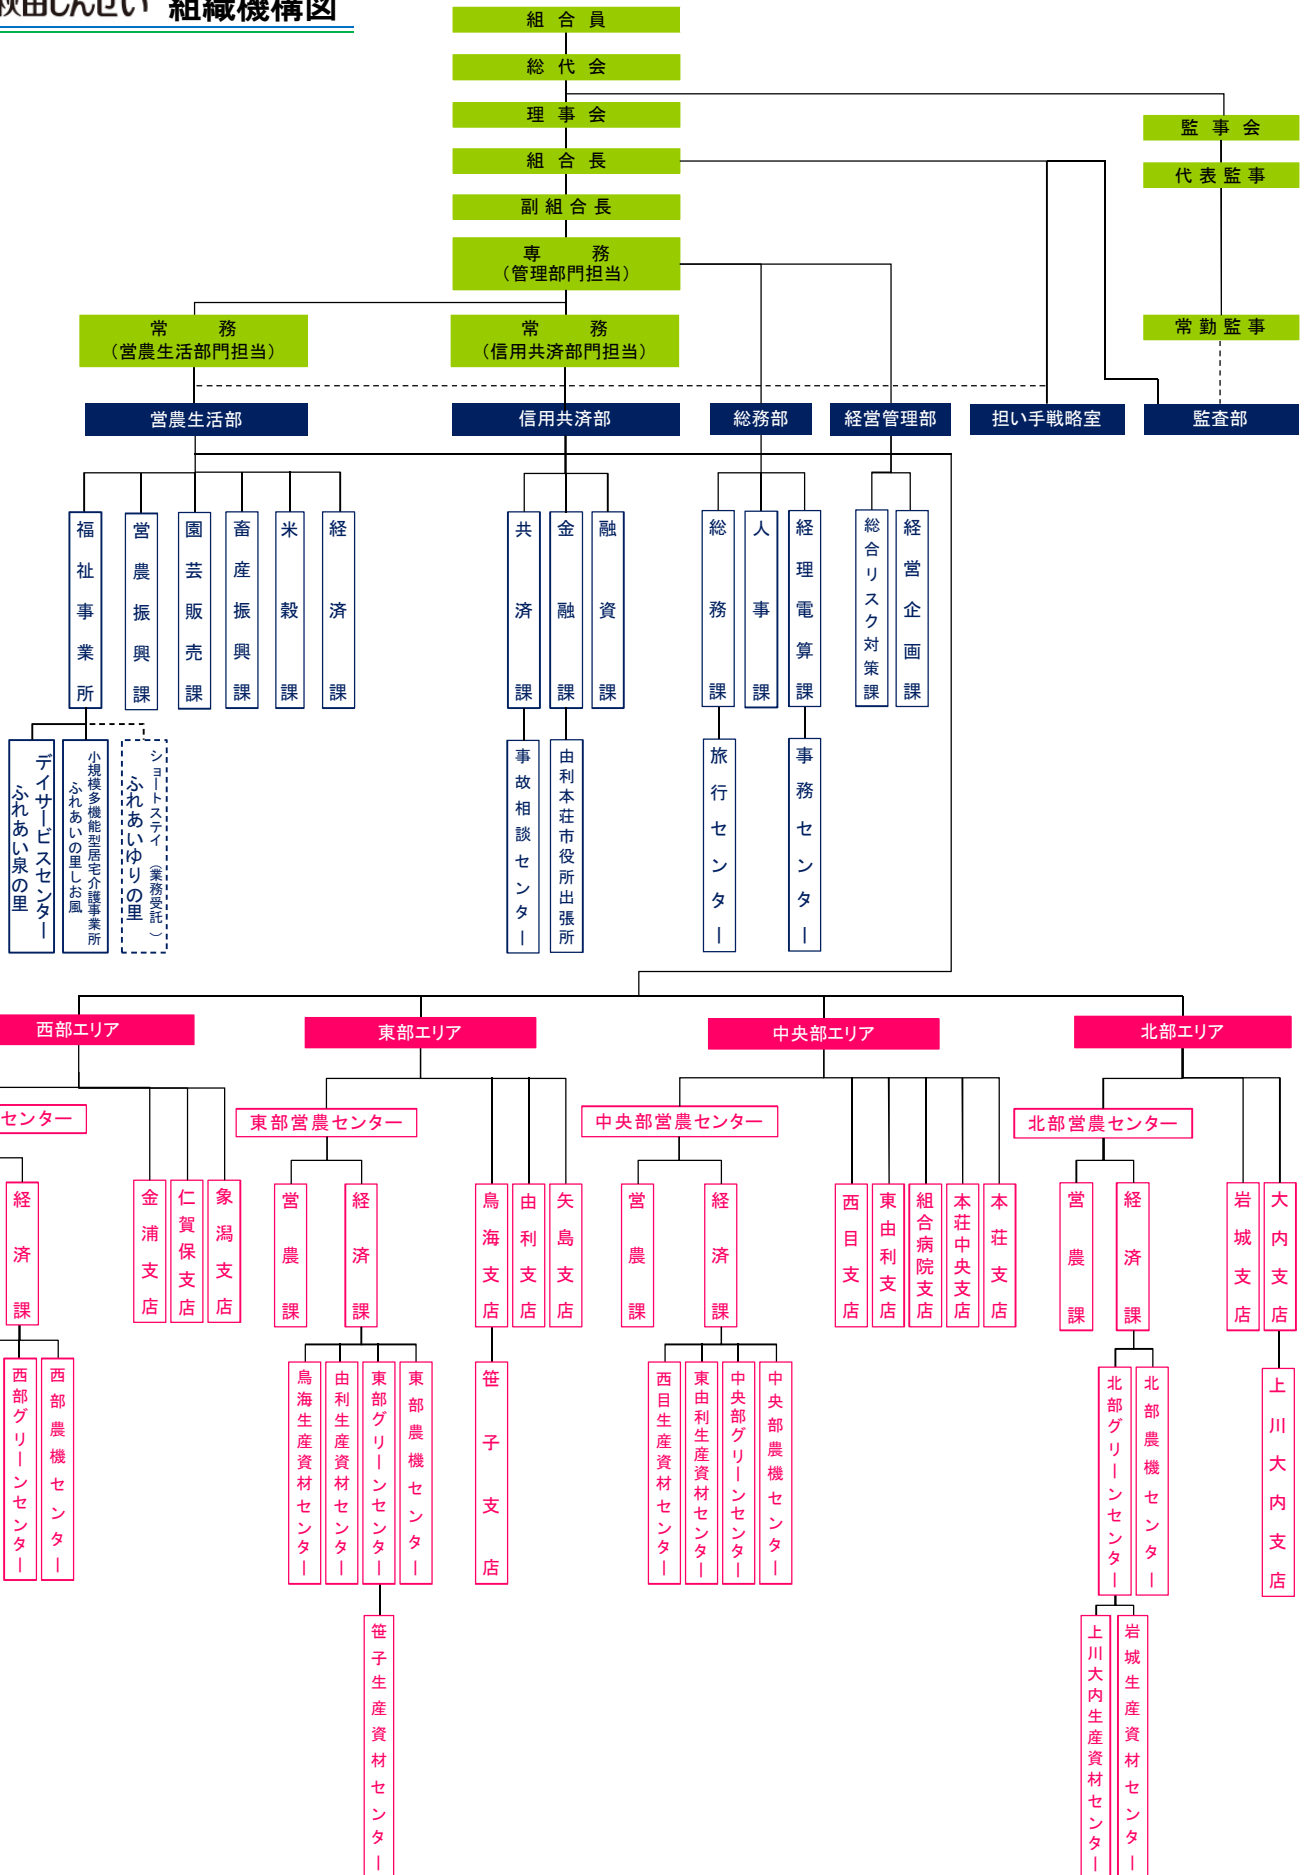 秋田しんせい 組織機構図
組合員
総代会
理事会
組合長
副組合長
専務
（管理部門担当）
監事会
代表監事
常勤監事
常務
（営農生活部門担当）
常務
（信用共済部門担当）
営農生活部
信用共済部
総務部
経営管理部
担い手戦略室
監査部
福祉事業所
営農振興課
園芸販売課
畜産振興課
米穀課
経済課
共済課
金融課
融資課
総務課
人事課
経理電算課
総合リスク対策課
経営企画課
デイサービスセンター
ふれあい泉の里
小規模多機能型居宅介護事業所
ふれあいの里しお風
ショートステイ（業務受託）
ふれあいゆりの里
事故相談センター
由利本荘市役所出張所
旅行センター
事務センター
西部エリア
東部エリア
中央部エリア
北部エリア
センター
東部営農センター
中央部営農センター
北部営農センター
経済課
金浦支店
仁賀保支店
象潟支店
営農課
経済課
鳥海支店
由利支店
矢島支店
営農課
経済課
西目支店
東由利支店
組合病院支店
本荘中央支店
本荘支店
営農課
経済課
岩城支店
大内支店
西部グリーンセンター
西部農機センター
鳥海生産資材センター
由利生産資材センター
東部グリーンセンター
東部農機センター
笹子支店
西目生産資材センター
東由利生産資材センター
中央部グリーンセンター
中央部農機センター
北部グリーンセンター
北部農機センター
上川大内支店
笹子生産資材センター
上川大内生産資材センター
岩城生産資材センター